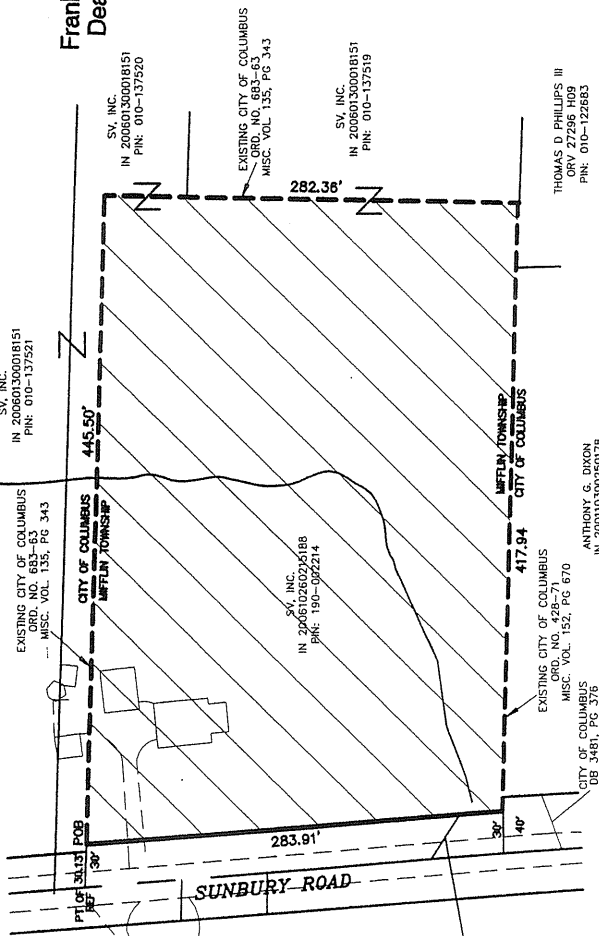 Fran
Dea
SV, INC.
IN 200601300018151
PIN: 010-137520
EXISTING CITY OF COLUMBUS
ORD. NO. 683-63
MISC. VOL. 135, PG 343
SV, INC.
IN 200601300018151
PIN: 010-137519
THOMAS D PHILLIPS III
ORV 27296 H09
PIN: 010-122683
282.36'
SV, INC.
IN 200601300018151
PIN: 010-137521
445.50'
CITY OF COLUMBUS
MIFFLIN TOWNSHIP
MIFFLIN TOWNSHIP
CITY OF COLUMBUS
417.94
EXISTING CITY OF COLUMBUS
ORD. NO. 683-63
MISC. VOL. 135, PG 343
SV, INC.
IN 200610260215188
PIN: 190-002214
EXISTING CITY OF COLUMBUS
ORD. NO. 428-71
MISC. VOL. 152, PG 670
ANTHONY G. DIXON
CITY OF COLUMBUS
DB 3481, PG 376
PT OF
REF
30.13'
POB
30'
283.91'
30'
40'
SUNBURY ROAD